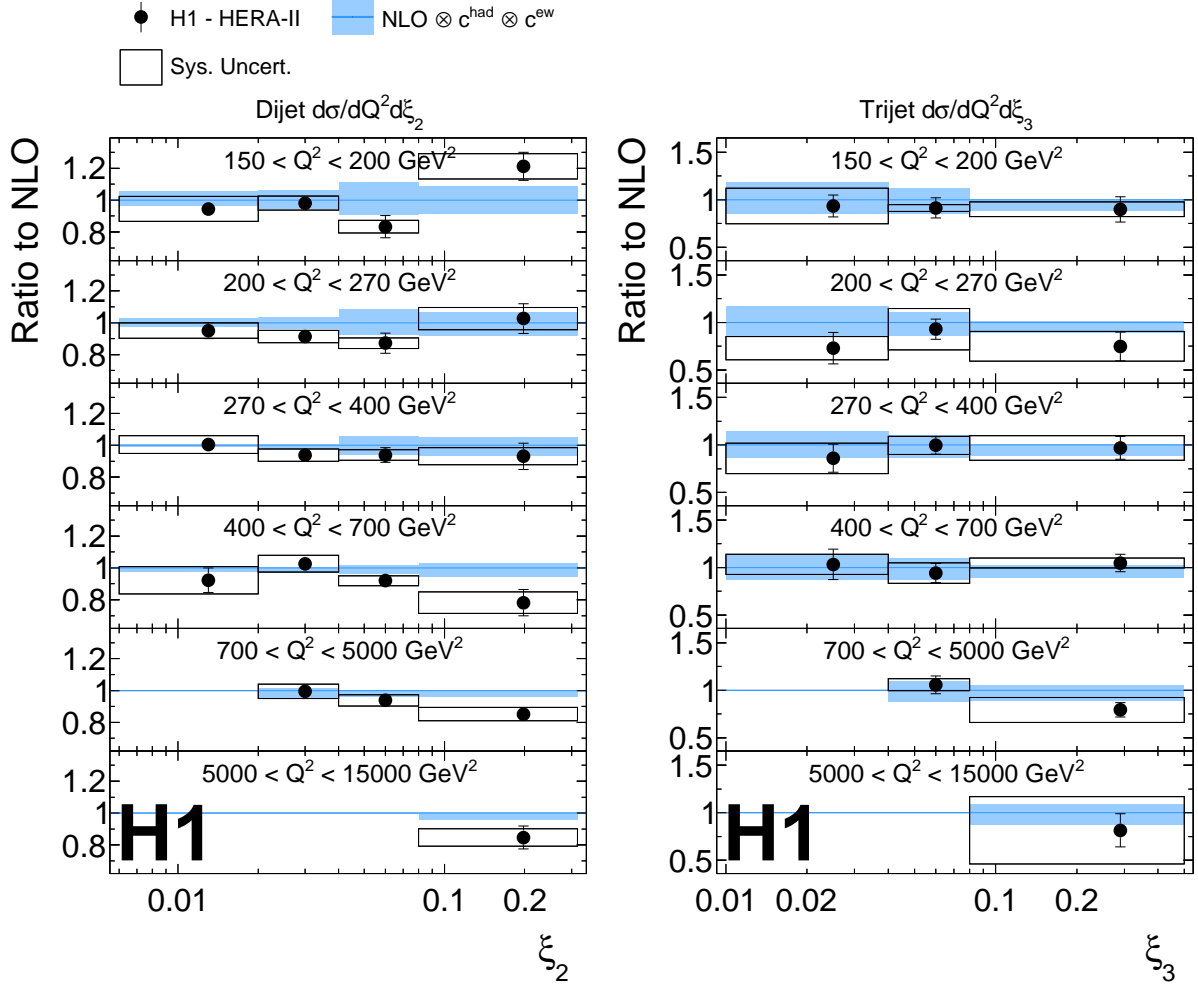 H1 - HERA-II
NLO ⊗ c^had ⊗ c^ew
Sys. Uncert.
Dijet dσ/dQ²dξ₂
Ratio to NLO
150 < Q² < 200 GeV²
1.2
1
0.8
200 < Q² < 270 GeV²
1.2
1
0.8
270 < Q² < 400 GeV²
1.2
1
0.8
400 < Q² < 700 GeV²
1.2
1
0.8
700 < Q² < 5000 GeV²
1.2
1
0.8
5000 < Q² < 15000 GeV²
1.2
1
0.8
H1
0.01 0.1
ξ₂
Trijet dσ/dQ²dξ₃
Ratio to NLO
150 < Q² < 200 GeV²
1.5
1
0.5
200 < Q² < 270 GeV²
1.5
1
0.5
270 < Q² < 400 GeV²
1.5
1
0.5
400 < Q² < 700 GeV²
1.5
1
0.5
700 < Q² < 5000 GeV²
1.5
1
0.5
5000 < Q² < 15000 GeV²
1.5
1
0.5
H1
0.01 0.02 0.1 0.2
ξ₃